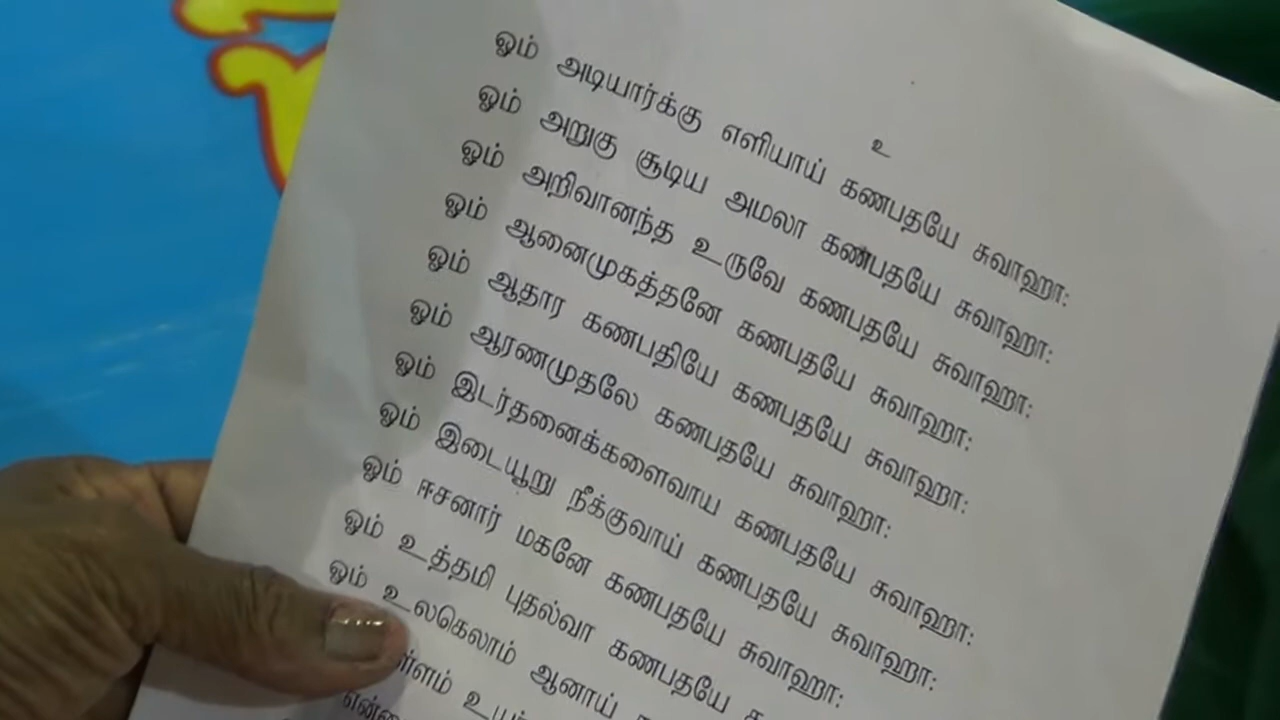 உ
ஓம் அடியார்க்கு எளியாய் கணபதயே சுவாஹா:
ஓம் அறுகு சூடிய அமலா கணபதயே சுவாஹா:
ஓம் அறிவானந்த உருவே கணபதயே சுவாஹா:
ஓம் ஆனைமுகத்தனே கணபதயே சுவாஹா:
ஓம் ஆதார கணபதியே கணபதயே சுவாஹா:
ஓம் ஆரணமுதலே கணபதயே சுவாஹா:
ஓம் இடர்தனைக்களைவாய கணபதயே சுவாஹா:
ஓம் இடையூறு நீக்குவாய் கணபதயே சுவாஹா:
ஓம் ஈசனார் மகனே கணபதயே சுவாஹா:
ஓம் உத்தமி புதல்வா கணபதயே
ஓம் உலகெலாம் ஆனாய்